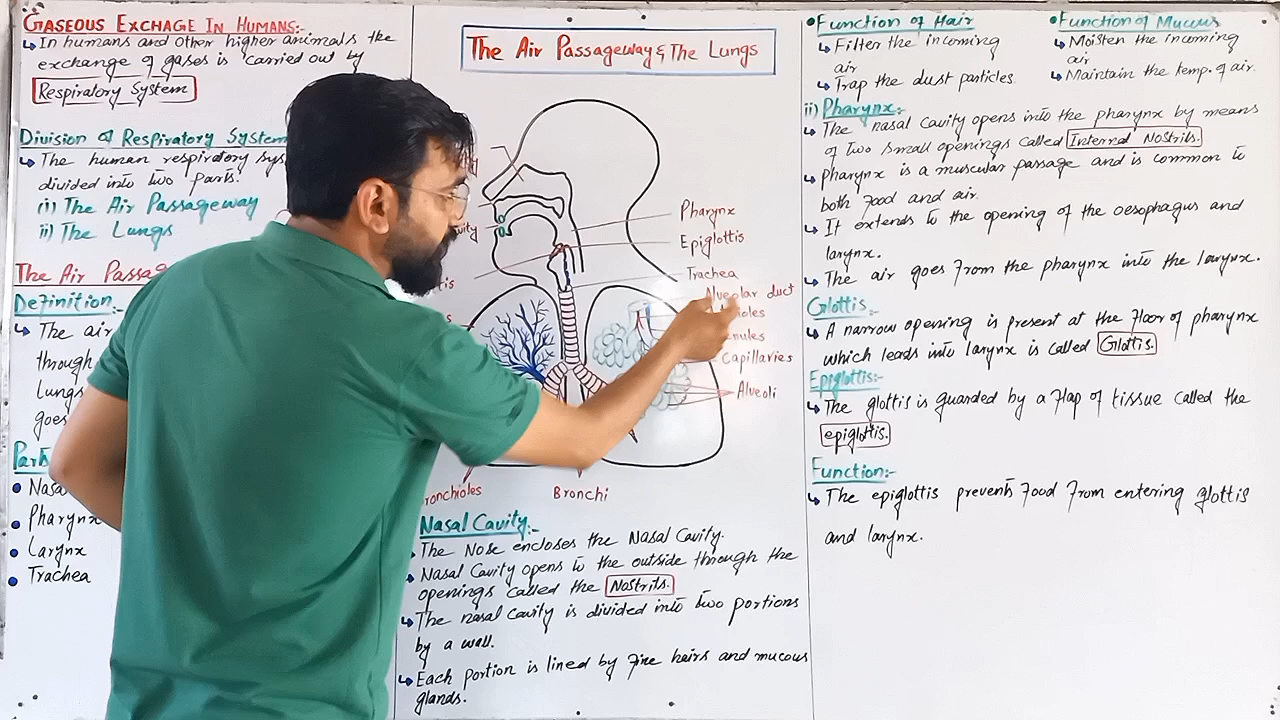 GASEOUS EXCHAGE IN HUMANS:-
↳ In humans and other higher animals the
exchange of gases is carried out by
Respiratory System
Division of Respiratory System
↳ The human respiratory sys
divided into two parts.
(i) The Air Passageway
ii) The Lungs
The Air Passa
Definition:-
↳ The air
through
Lungs
goes
Parts
• Nasa
• Pharynx
• Larynx
• Trachea
The Air Passageway & The Lungs
Pharynx
Epiglottis
Trachea
Alveolar duct
Capillaries
Alveoli
ronchioles
Bronchi
Nasal Cavity:-
• The Nose encloses the Nasal Cavity.
• Nasal Cavity opens to the outside through the
openings called the Nostrils.
↳ The nasal cavity is divided into two portions
by a wall.
↳ Each portion is lined by fine hairs and mucous
glands.
• Function of Hair
↳ Filter the incoming
air
↳ Trap the dust particles
• Function of Mucus
↳ Moisten the incoming
air
↳ Maintain the temp. of air.
ii) Pharynx:-
↳ The nasal cavity opens into the pharynx by means
of two small openings called Internal Nostrils.
↳ pharynx is a muscular passage and is common to
both food and air.
↳ It extends to the opening of the oesophagus and
larynx.
↳ The air goes from the pharynx into the larynx.
Glottis
↳ A narrow opening is present at the floor of pharynx
which leads into larynx is called Glottis.
Epiglottis:-
↳ The glottis is guarded by a flap of tissue called the
epiglottis.
Function:-
↳ The epiglottis prevents food from entering glottis
and larynx.